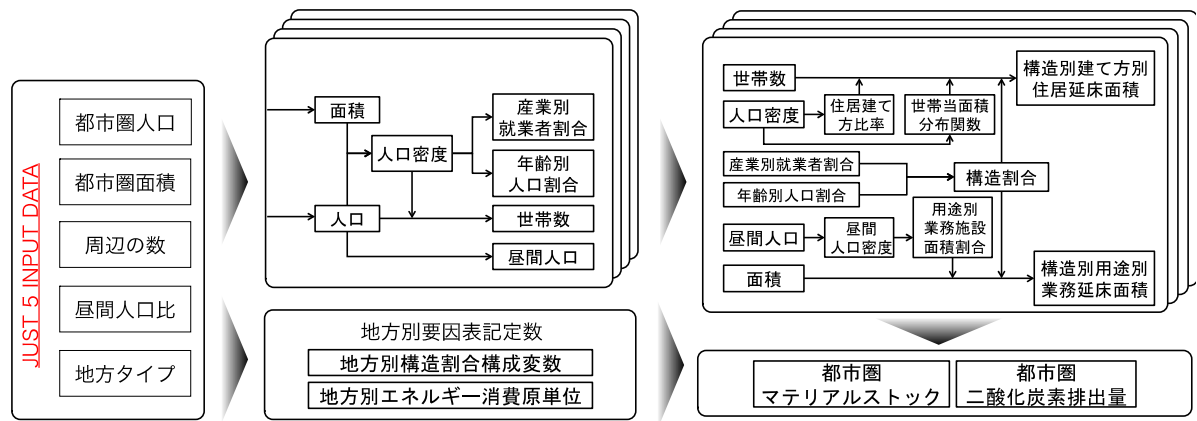 JUST 5 INPUT DATA
都市圏人口
都市圏面積
周辺の数
昼間人口比
地方タイプ
面積
人口密度
人口
産業別
就業者割合
年齢別
人口割合
世帯数
昼間人口
地方別要因表記定数
地方別構造割合構成変数
地方別エネルギー消費原単位
世帯数
人口密度
住居建て
方比率
世帯当面積
分布関数
構造別建て方別
住居延床面積
産業別就業者割合
年齢別人口割合
構造割合
昼間人口
昼間
人口密度
用途別
業務施設
面積割合
面積
構造別用途別
業務延床面積
都市圏
マテリアルストック
都市圏
二酸化炭素排出量